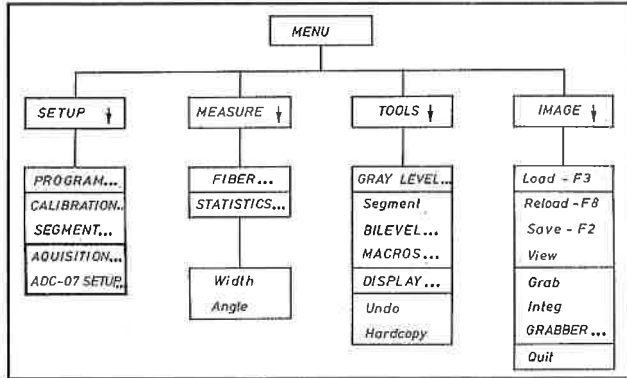 MENU
SETUP ↓
PROGRAM...
CALIBRATION..
SEGMENT...
AQUISITION...
ADC-07 SETUP...
MEASURE ↓
FIBER...
STATISTICS...
Width
Angle
TOOLS ↓
GRAY LEVEL...
Segment
BILEVEL...
MACROS...
DISPLAY...
Undo
Hardcopy
IMAGE ↓
Load - F3
Reload - F8
Save - F2
View
Grab
Integ
GRABBER...
Quit